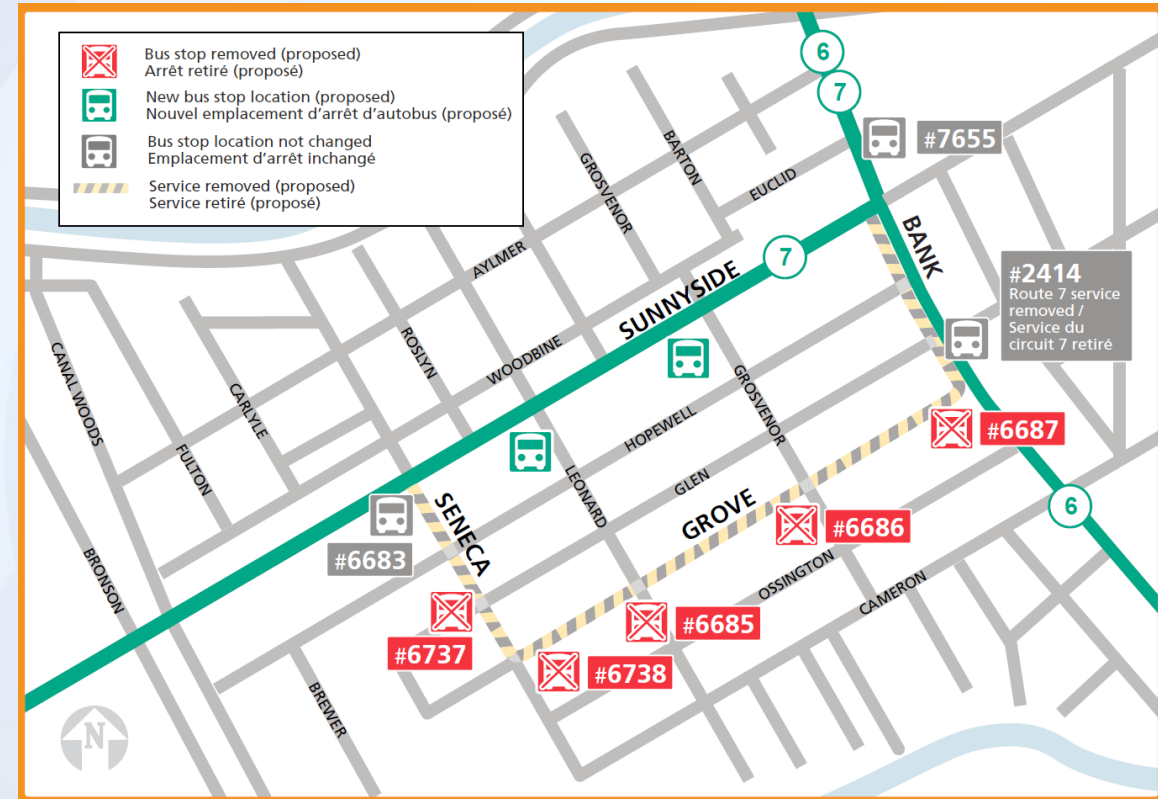 Bus stop removed (proposed)
Arrêt retiré (proposé)
New bus stop location (proposed)
Nouvel emplacement d'arrêt d'autobus (proposé)
Bus stop location not changed
Emplacement d'arrêt inchangé
Service removed (proposed)
Service retiré (proposé)
6
7
#7655
BARTON
GROSVENOR
EUCLID
BANK
AYLMER
7
SUNNYSIDE
#2414
Route 7 service
removed /
Service du
circuit 7 retiré
ROSLYN
WOODBINE
CANAL WOODS
CARLYLE
GROSVENOR
HOPEWELL
#6687
FULTON
LEONARD
GLEN
SENECA
GROVE
6
#6686
#6683
BRONSON
OSSINGTON
CAMERON
#6685
#6737
#6738
BREWER
N